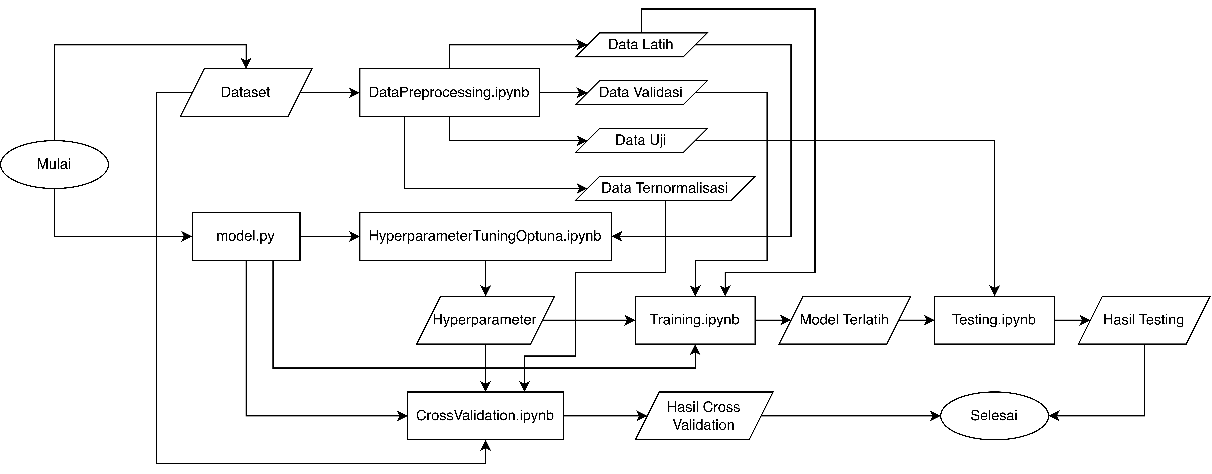 Data Latih
Dataset
DataPreprocessing.ipynb
Data Validasi
Data Uji
Mulai
Data Ternormalisasi
model.py
HyperparameterTuningOptuna.ipynb
Hyperparameter
Training.ipynb
Model Terlatih
Testing.ipynb
Hasil Testing
CrossValidation.ipynb
Hasil Cross
Validation
Selesai